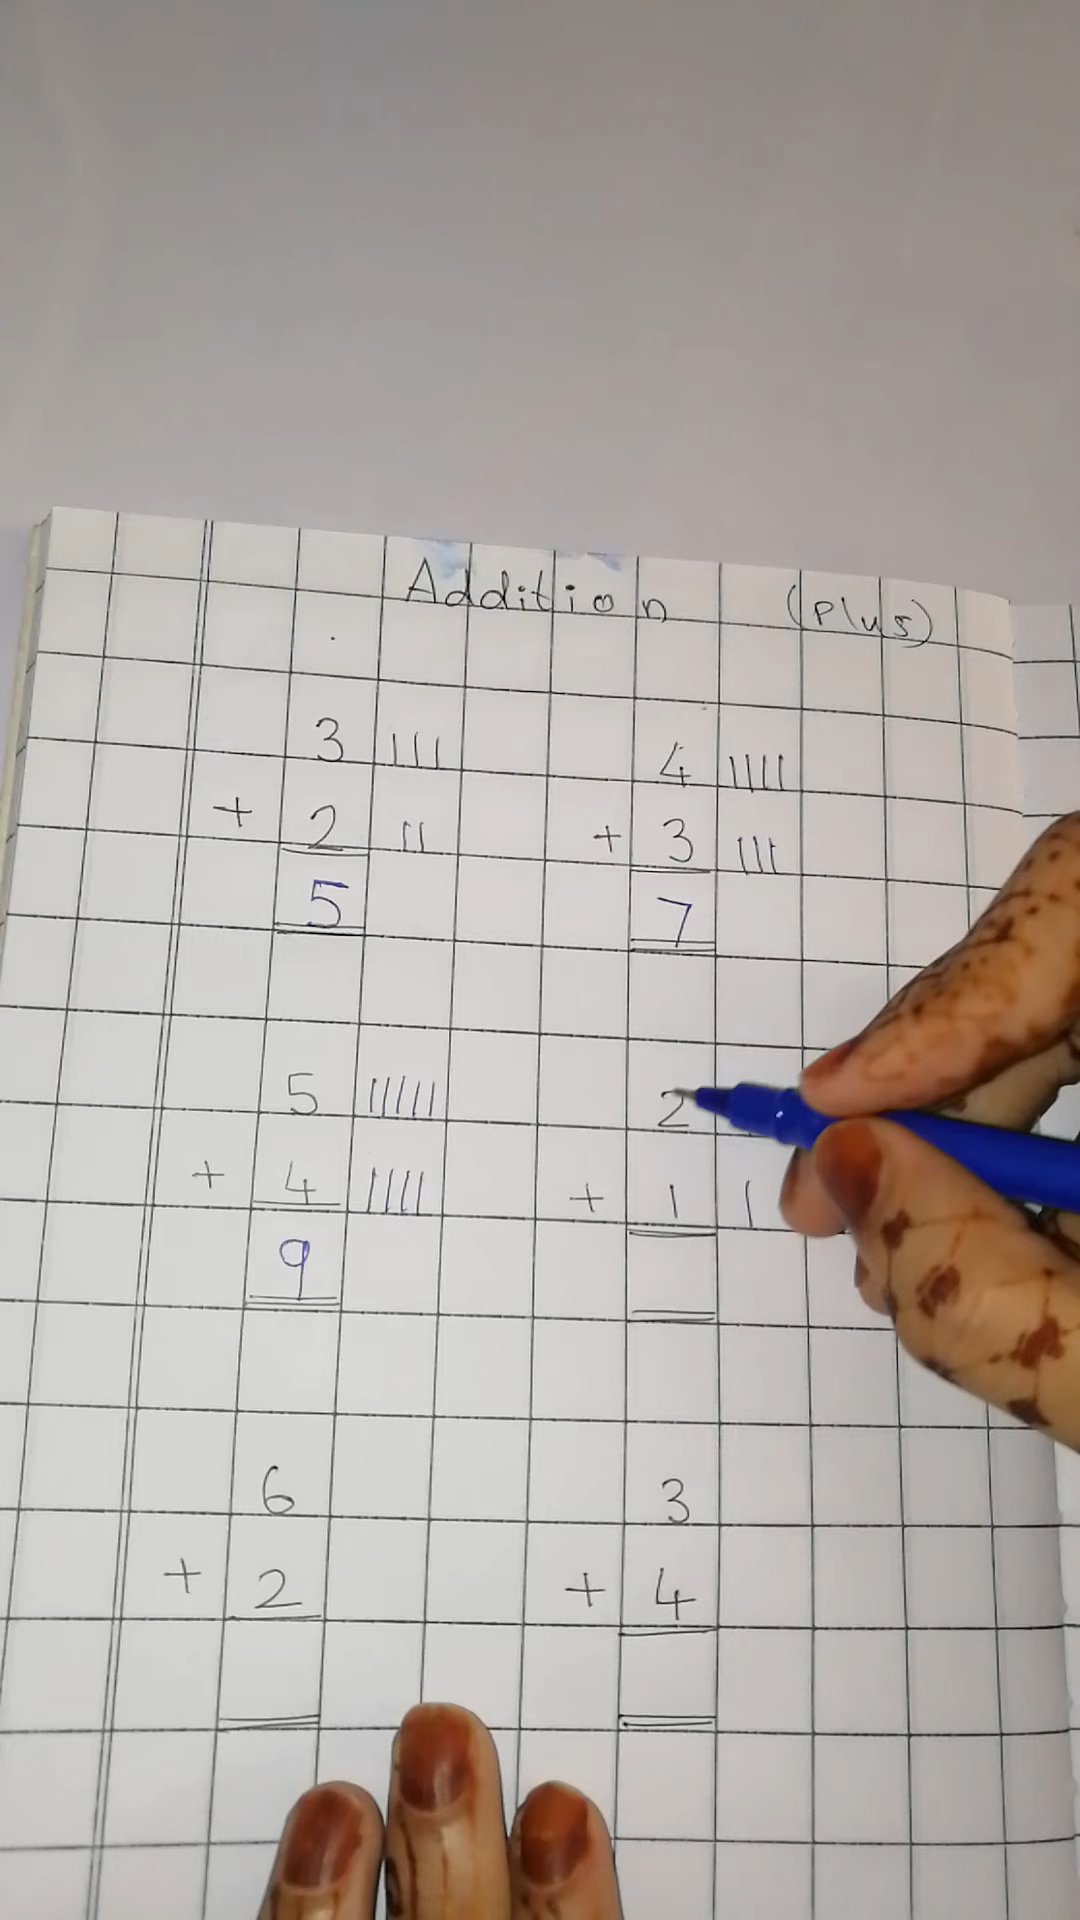 Addition (Plus)
3 ||| 4 ||||
+ 2 || + 3 |||
5 7
5 ||||| 2
+ 4 |||| + 1 |
9
6 3
+ 2 + 4